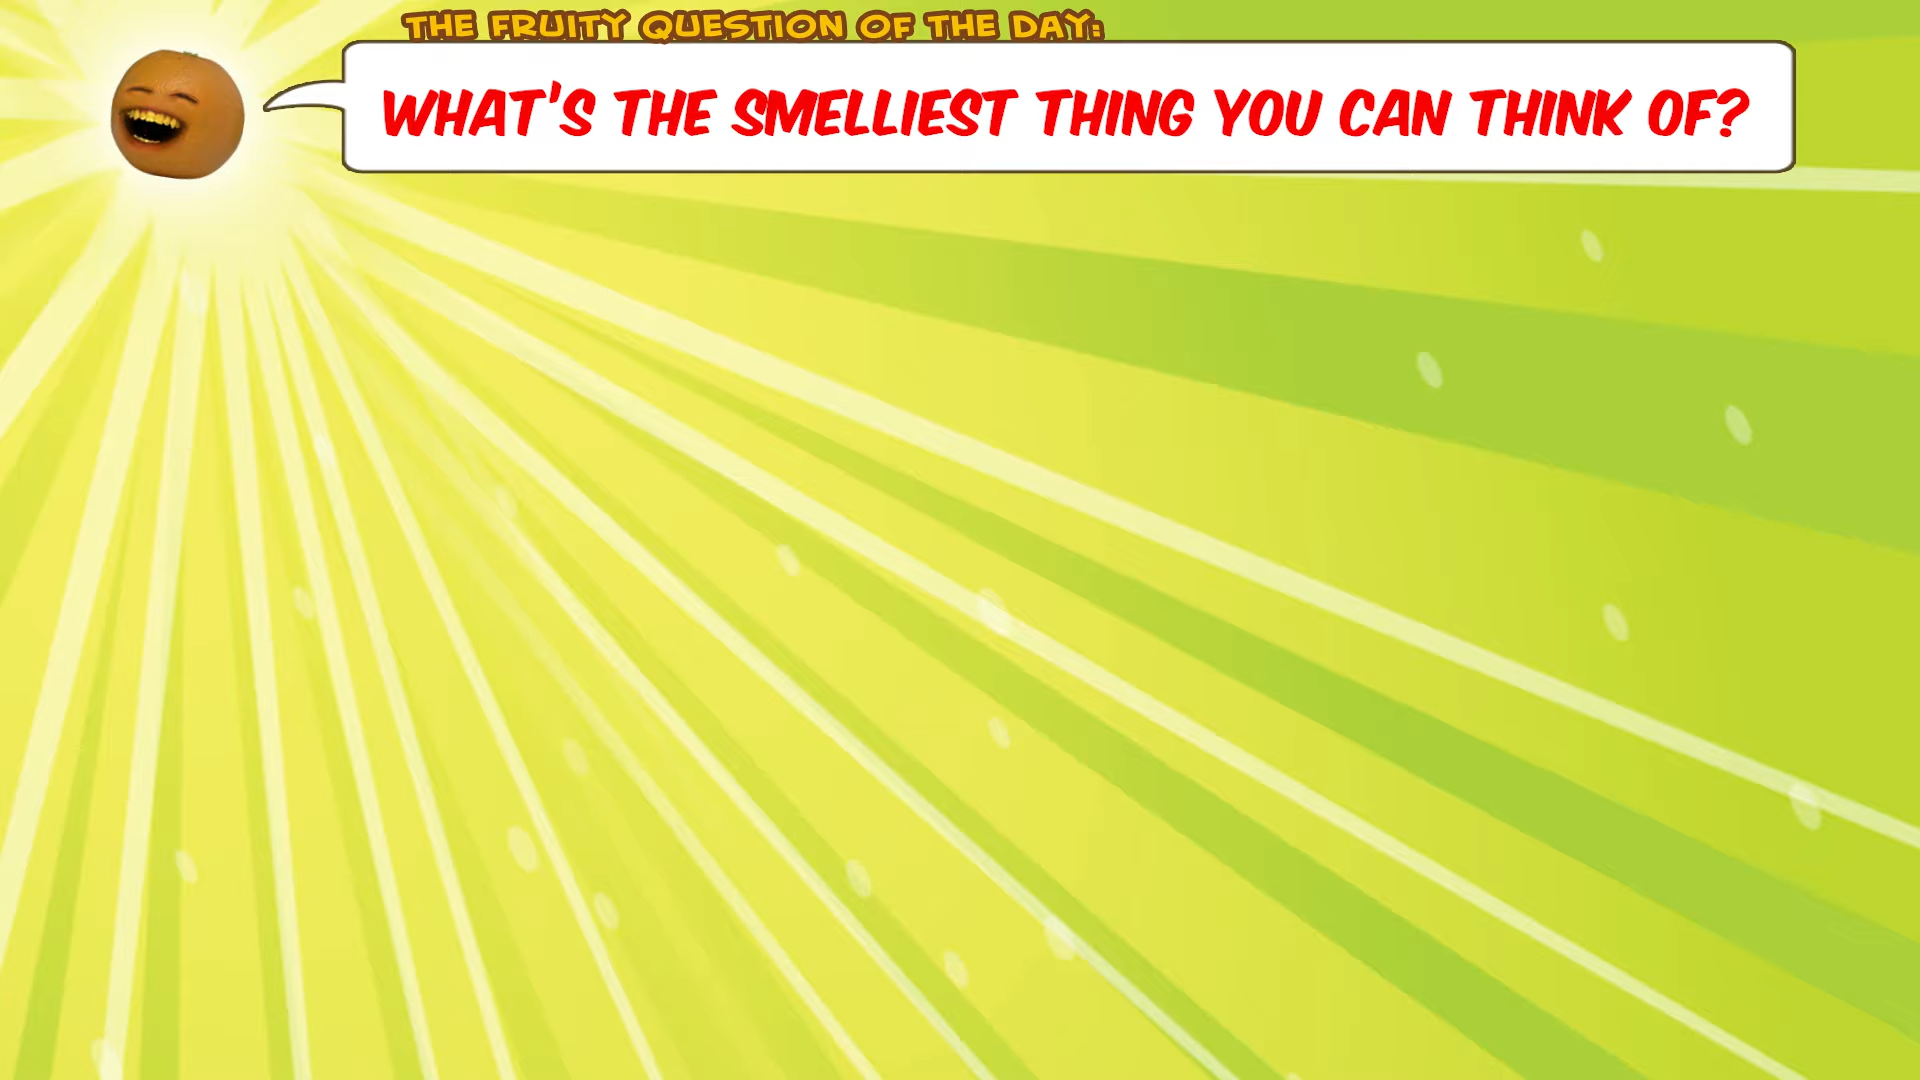 THE FRUITY QUESTION OF THE DAY:
WHAT'S THE SMELLIEST THING YOU CAN THINK OF?